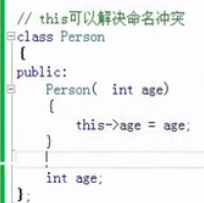 // this可以解决命名冲突
class Person
{
public:
Person( int age)
{
this->age = age;
}
int age;
};